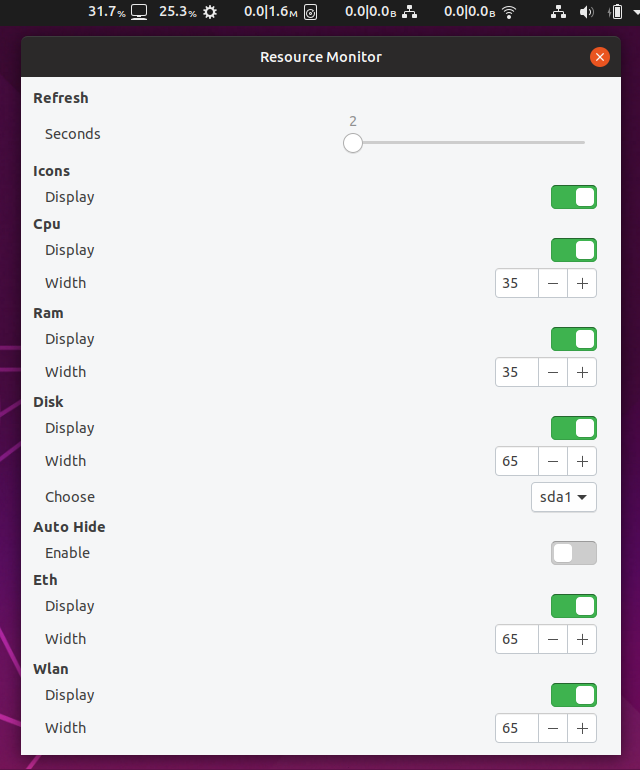 31.7% 25.3% 0.0|1.6M 0.0|0.0B 0.0|0.0B
Resource Monitor
Refresh
2
Seconds
Icons
Display
Cpu
Display
Width 35
Ram
Display
Width 35
Disk
Display
Width 65
Choose sda1
Auto Hide
Enable
Eth
Display
Width 65
Wlan
Display
Width 65